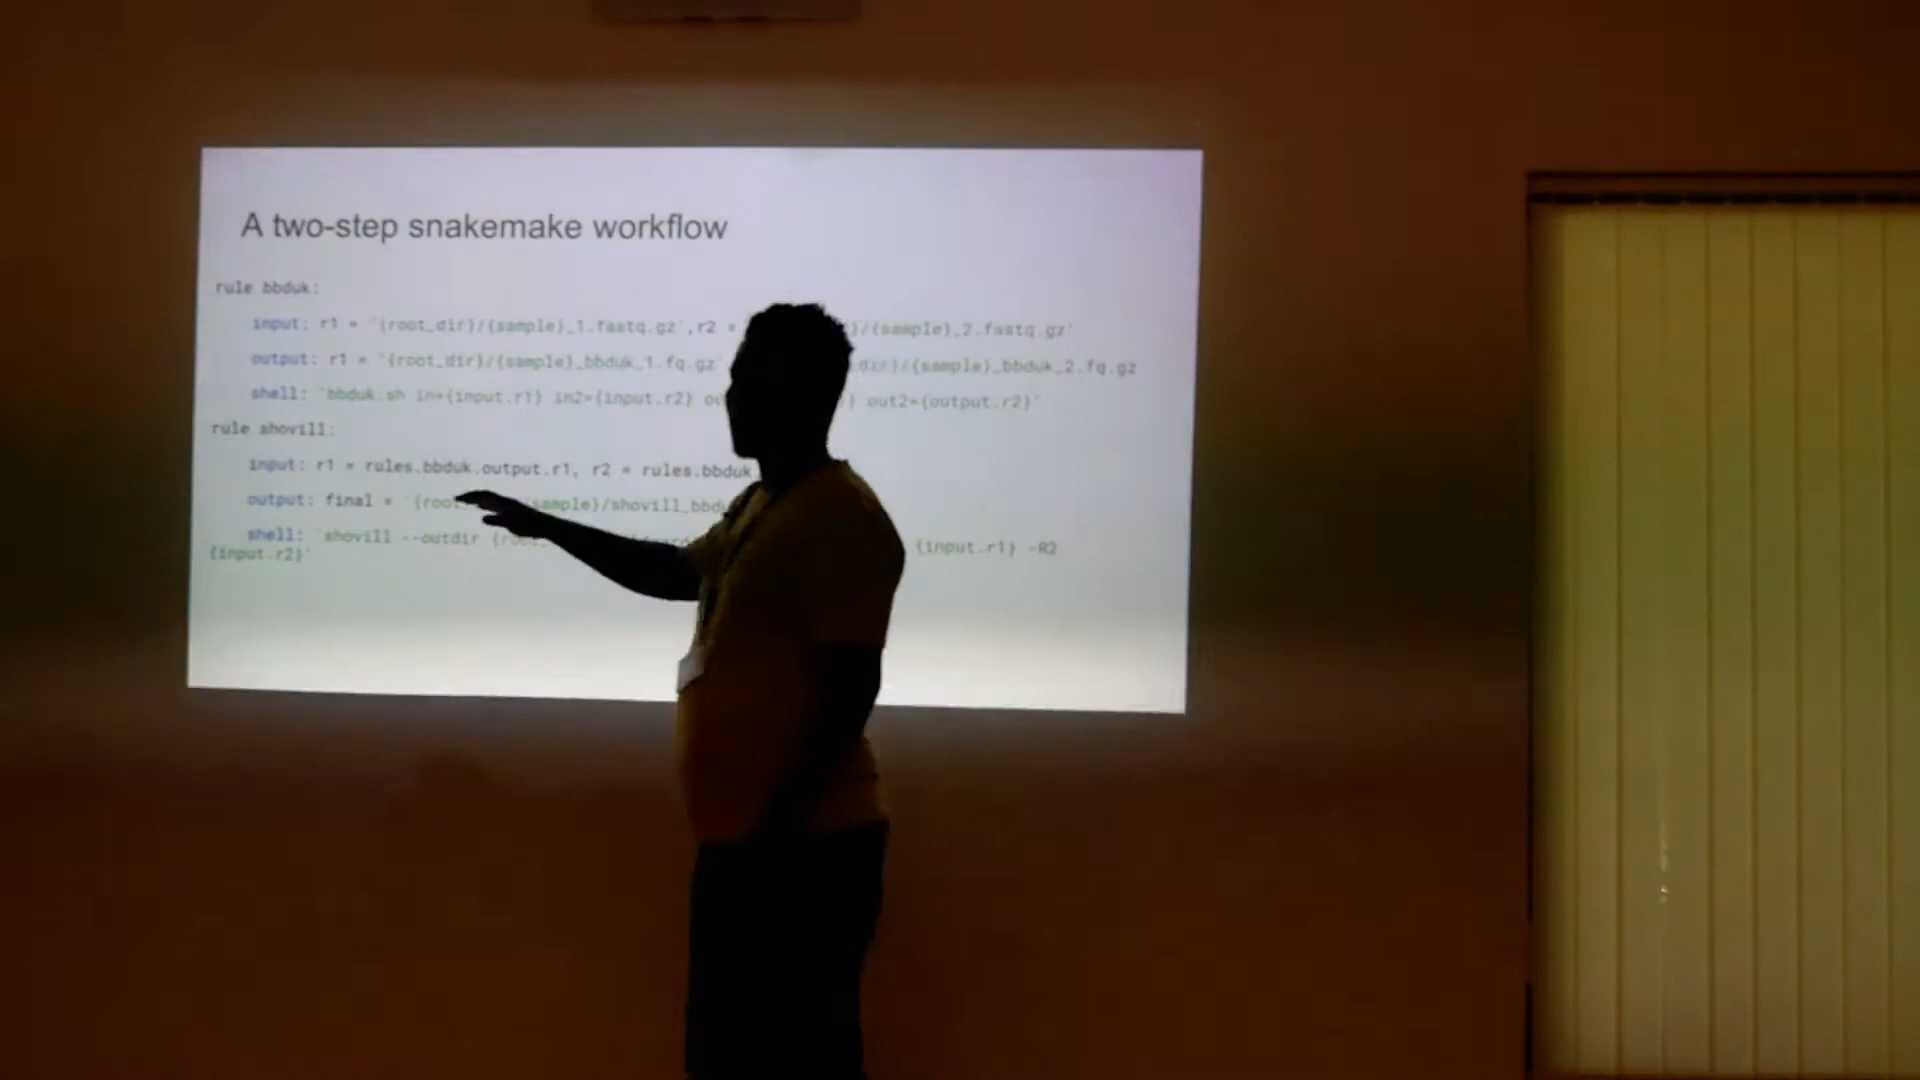 A two-step snakemake workflow
rule bbduk:
input: r1 = '{root_dir}/{sample}_1.fastq.gz',r2 = }/{sample}_2.fastq.gz'
output: r1 = '{root_dir}/{sample}_bbduk_1.fq.gz' dir}/{sample}_bbduk_2.fq.gz
shell: 'bbduk.sh in={input.r1} in2={input.r2} } out2={output.r2}'
rule shovill:
input: r1 = rules.bbduk.output.r1, r2 = rules.bbduk
output: final = '{root sample}/shovill_bbdu
shell: 'shovill --outdir {input.r1} -R2
{input.r2}'